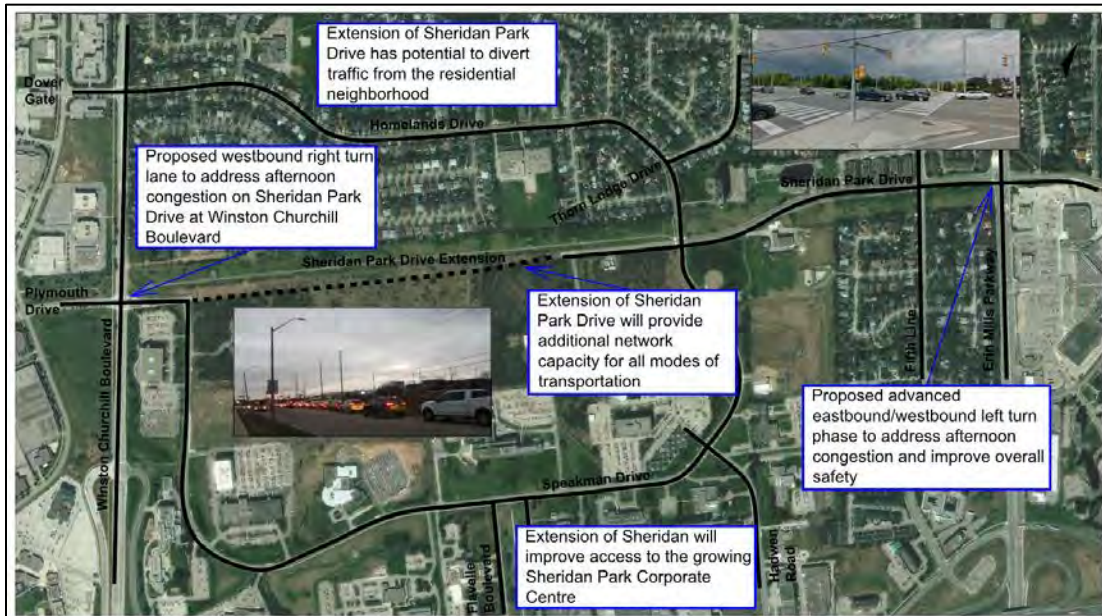 Extension of Sheridan Park
Drive has potential to divert
traffic from the residential
neighborhood
Dover
Gate
Homelands Drive
Proposed westbound right turn
lane to address afternoon
congestion on Sheridan Park
Drive at Winston Churchill
Boulevard
Thorn Lodge Drive
Sheridan Park Drive
Sheridan Park Drive Extension
Plymouth
Drive
Extension of Sheridan
Park Drive will provide
additional network
capacity for all modes of
transportation
Winston Churchill Boulevard
Fifth Line
Erin Mills Parkway
Proposed advanced
eastbound/westbound left turn
phase to address afternoon
congestion and improve overall
safety
Speakman Drive
Flavelle
Boulevard
Extension of Sheridan will
improve access to the growing
Sheridan Park Corporate
Centre
Hadwen
Road